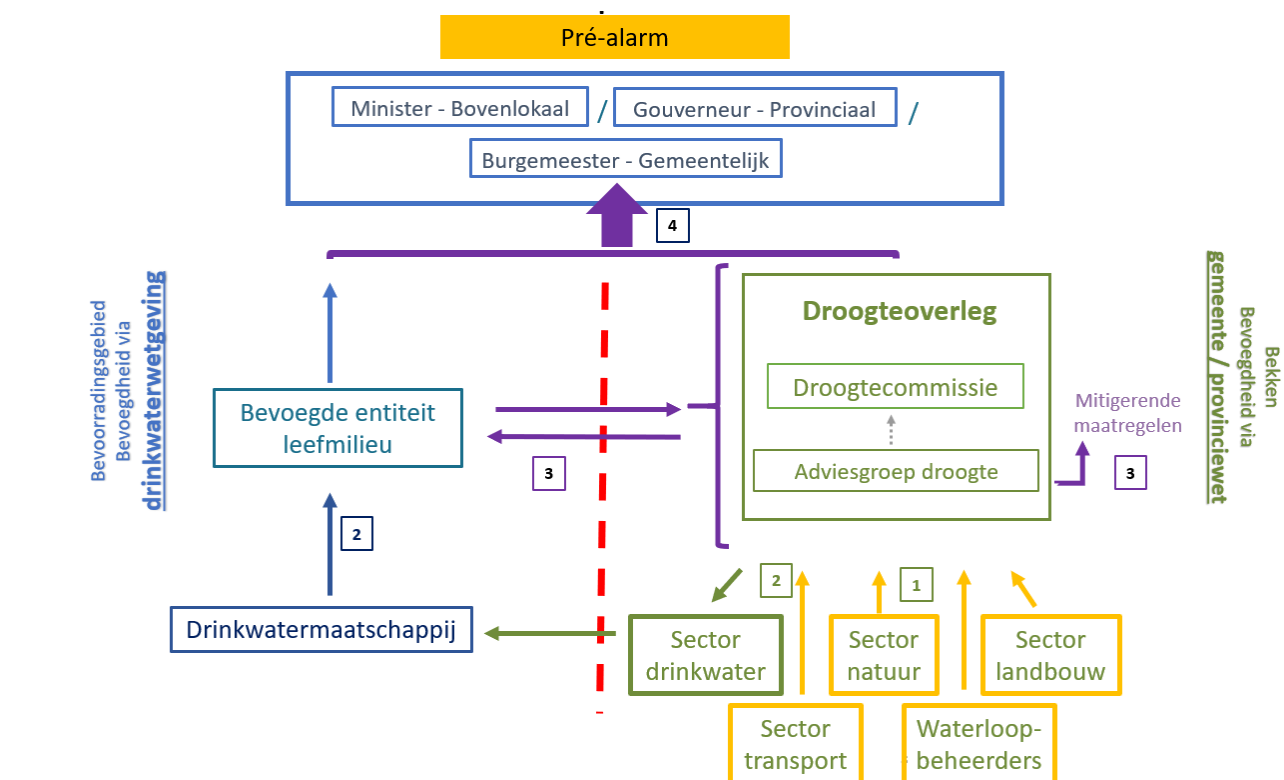 Pré-alarm
Minister - Bovenlokaal / Gouverneur - Provinciaal /
Burgemeester - Gemeentelijk
4
Bevoorradingsgebied
Bevoegdheid via
drinkwaterwetgeving
Bevoegde entiteit
leefmilieu
3
2
Drinkwatermaatschappij
Droogteoverleg
Droogtecommissie
Adviesgroep droogte
Mitigerende
maatregelen
3
Bekken
Bevoegdheid via
gemeente / provinciewet
2
1
Sector
drinkwater
Sector
natuur
Sector
landbouw
Sector
transport
Waterloop-
beheerders